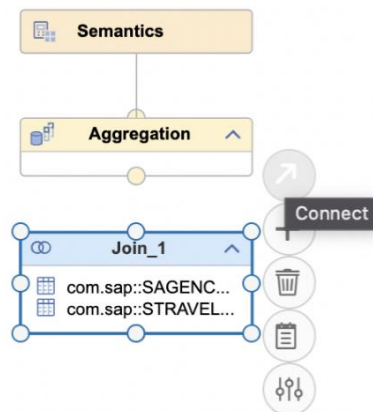 Semantics
Aggregation
Connect
Join_1
com.sap::SAGENC...
com.sap::STRAVEL...